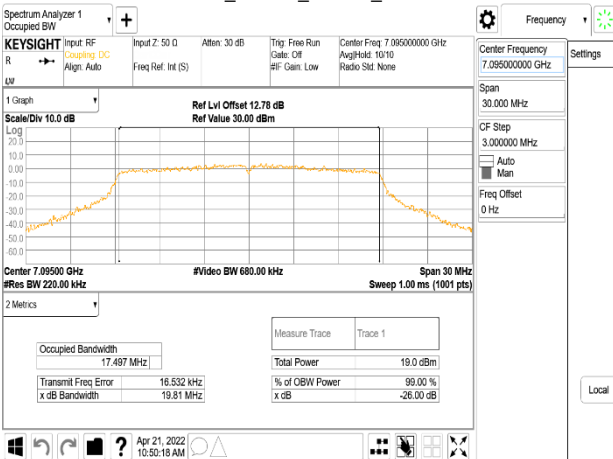 Spectrum Analyzer 1
Occupied BW
+
Frequency
KEYSIGHT
R
Input: RF
Coupling: DC
Align: Auto
Input Z: 50 Ω
Freq Ref: Int (S)
Atten: 30 dB
Trig: Free Run
Gate: Off
#IF Gain: Low
Center Freq: 7.095000000 GHz
Avg|Hold: 10/10
Radio Std: None
Center Frequency
7.095000000 GHz
Settings
Span
30.000 MHz
CF Step
3.000000 MHz
Auto
Man
Freq Offset
0 Hz
Local
1 Graph
Scale/Div 10.0 dB
Ref Lvl Offset 12.78 dB
Ref Value 30.00 dBm
Log
20.0
10.0
0.00
-10.0
-20.0
-30.0
-40.0
-50.0
-60.0
Center 7.09500 GHz
#Video BW 680.00 kHz
Span 30 MHz
#Res BW 220.00 kHz
Sweep 1.00 ms (1001 pts)
2 Metrics
Measure Trace
Trace 1
Occupied Bandwidth
17.497 MHz
Total Power
19.0 dBm
Transmit Freq Error
16.532 kHz
% of OBW Power
99.00 %
x dB Bandwidth
19.81 MHz
x dB
-26.00 dB
?
Apr 21, 2022
10:50:18 AM